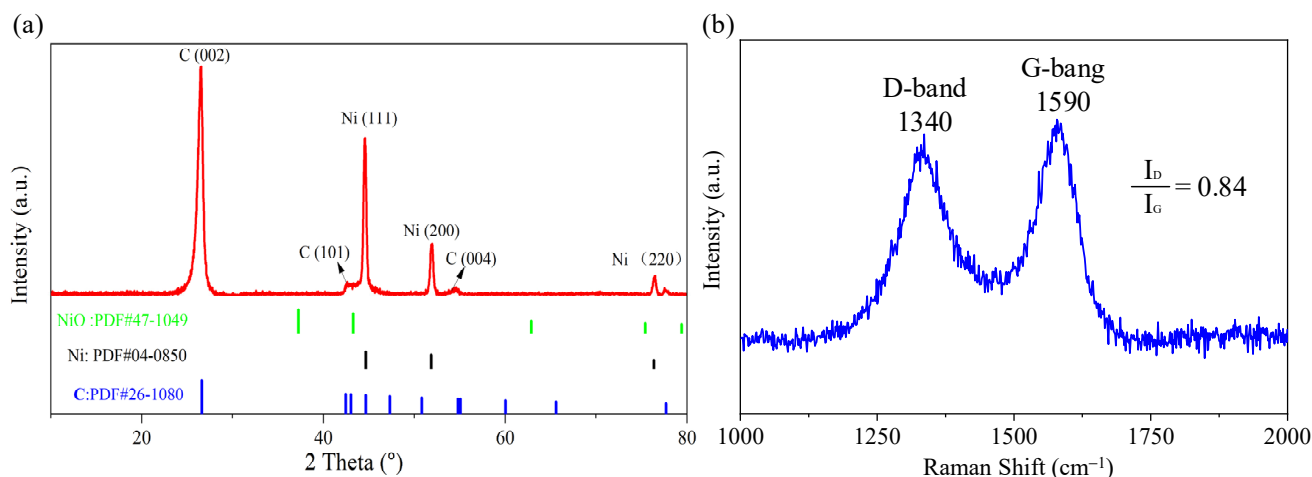 (a)
C (002)
Ni (111)
C (101)
Ni (200)
C (004)
Ni （220）
NiO :PDF#47-1049
Ni: PDF#04-0850
C:PDF#26-1080
Intensity (a.u.)
20
40
60
80
2 Theta (°)
(b)
D-band
1340
G-bang
1590
I_D
I_G
= 0.84
Intensity (a.u.)
1000
1250
1500
1750
2000
Raman Shift (cm⁻¹)